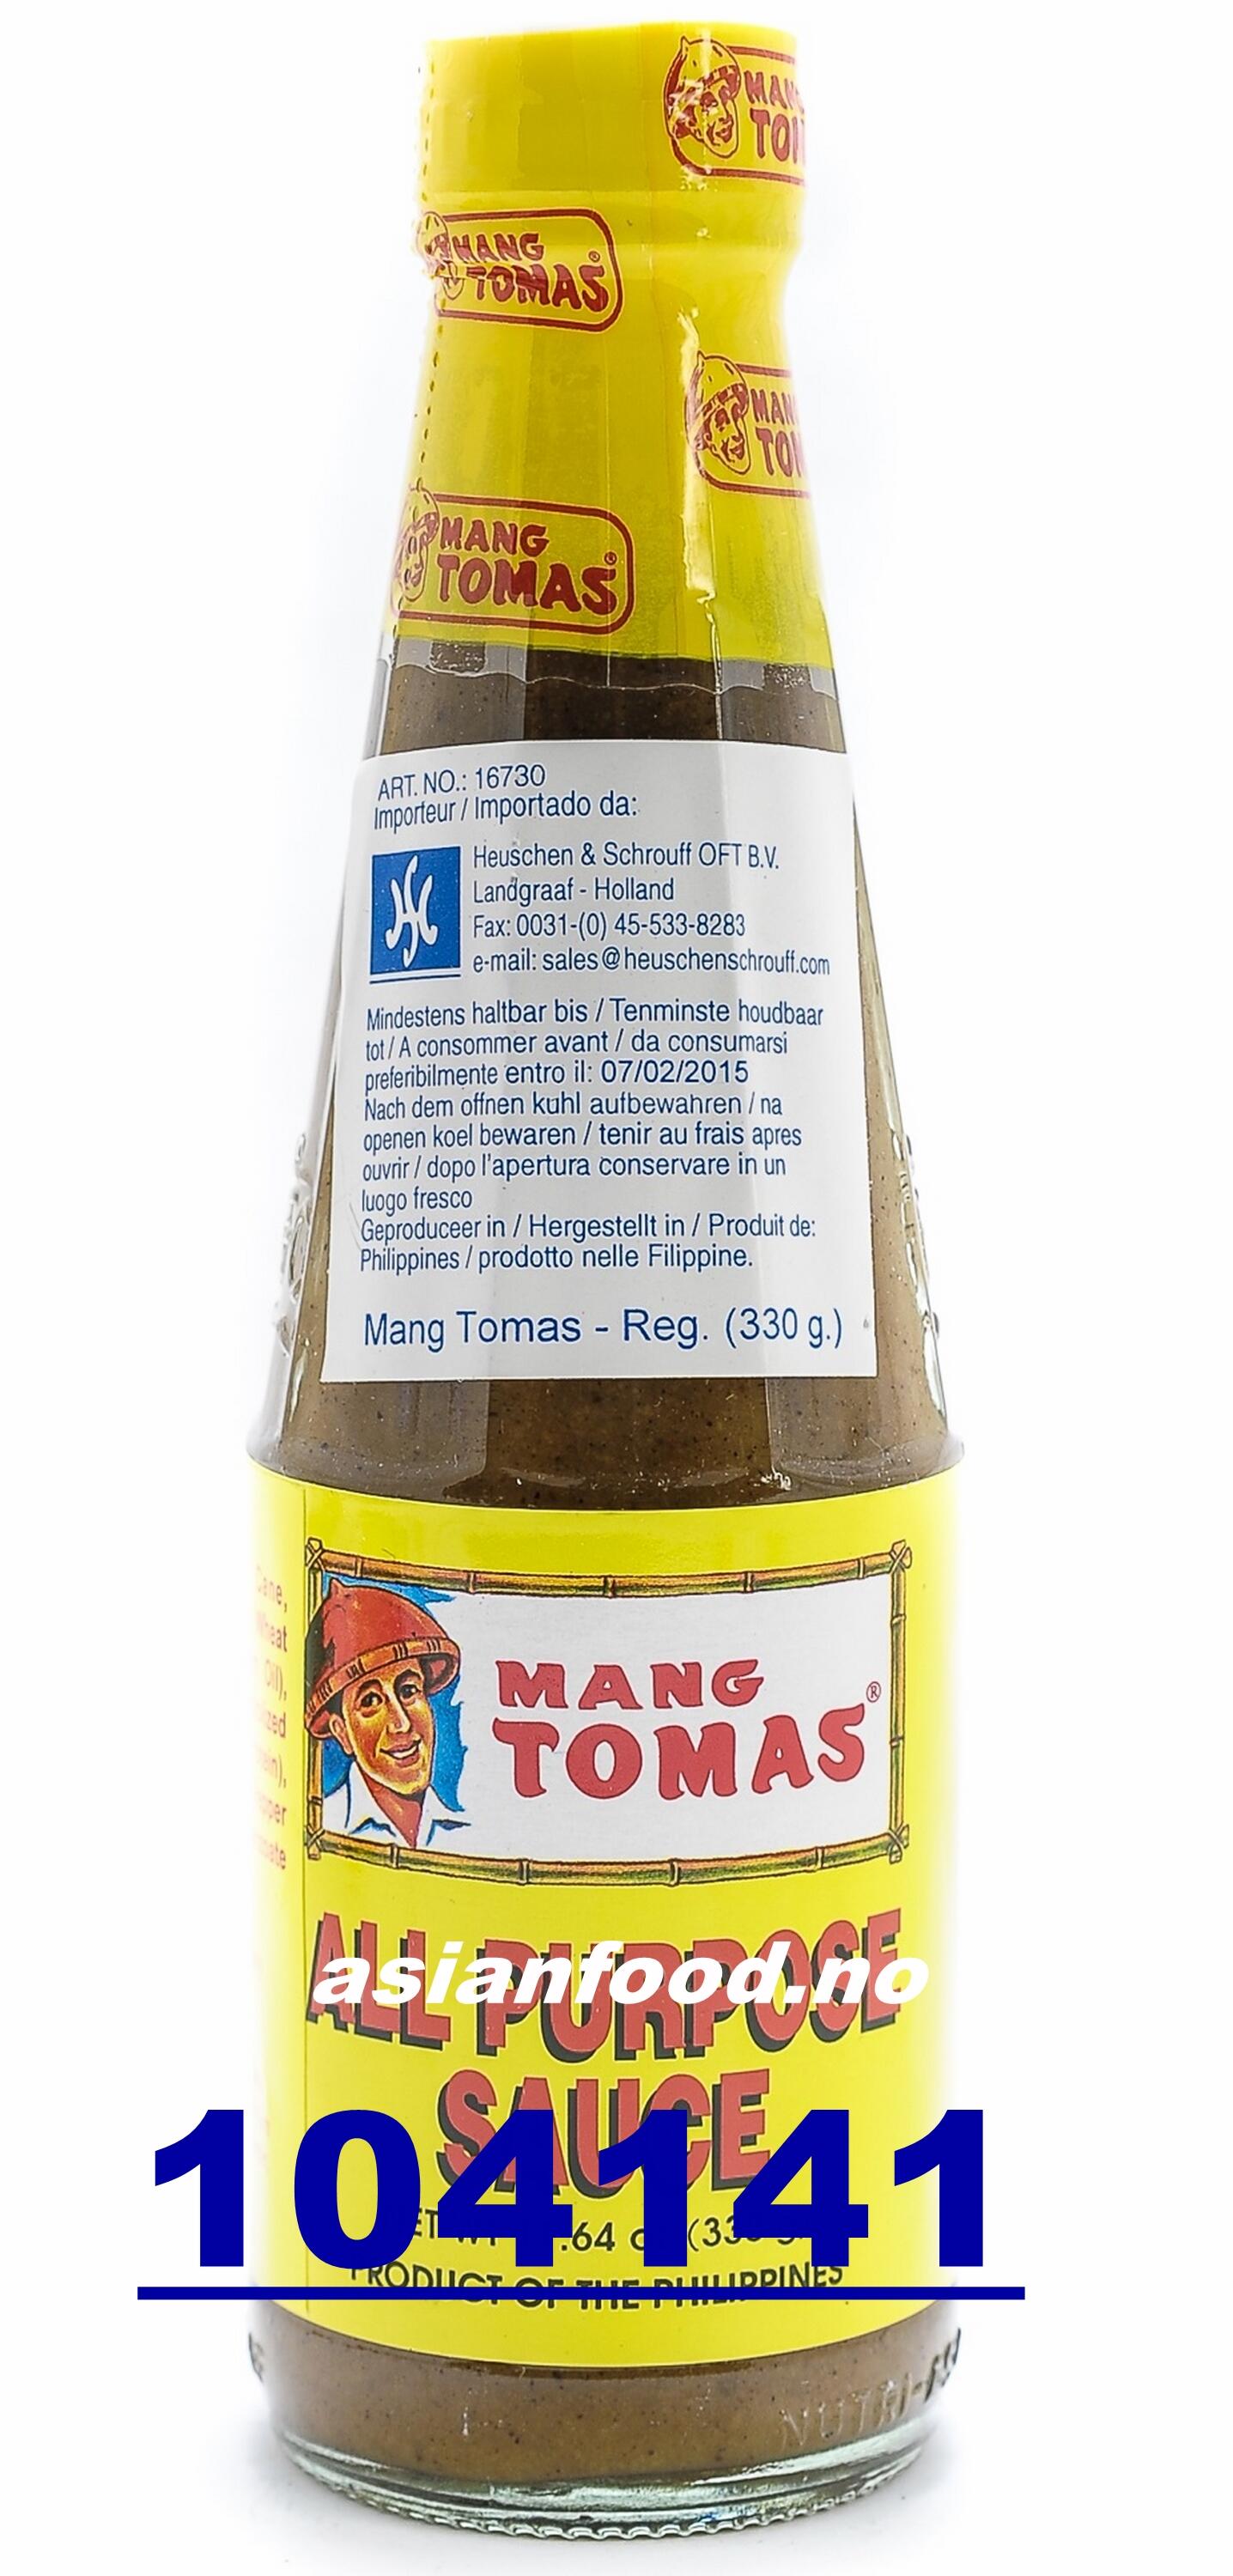 MANG
MANG
TOMAS®
MANG
TOMAS®
ART. NO.: 16730
Importeur / Importado da:
Heuschen & Schrouff OFT B.V.
Landgraaf - Holland
Fax: 0031-(0) 45-533-8283
e-mail: sales@heuschenschrouff.com
Mindestens haltbar bis / Tenminste houdbaar
tot / A consommer avant / da consumarsi
preferibilmente entro il: 07/02/2015
Nach dem offnen kuhl aufbewahren / na
openen koel bewaren / tenir au frais apres
ouvrir / dopo l'apertura conservare in un
luogo fresco
Geproduceer in / Hergestellt in / Produit de:
Philippines / prodotto nelle Filippine.
Mang Tomas - Reg. (330 g.)
MANG
TOMAS®
ALL PURPOSE
asianfood.no
SAUCE
104141
PRODUCT OF THE PHILIPPINES